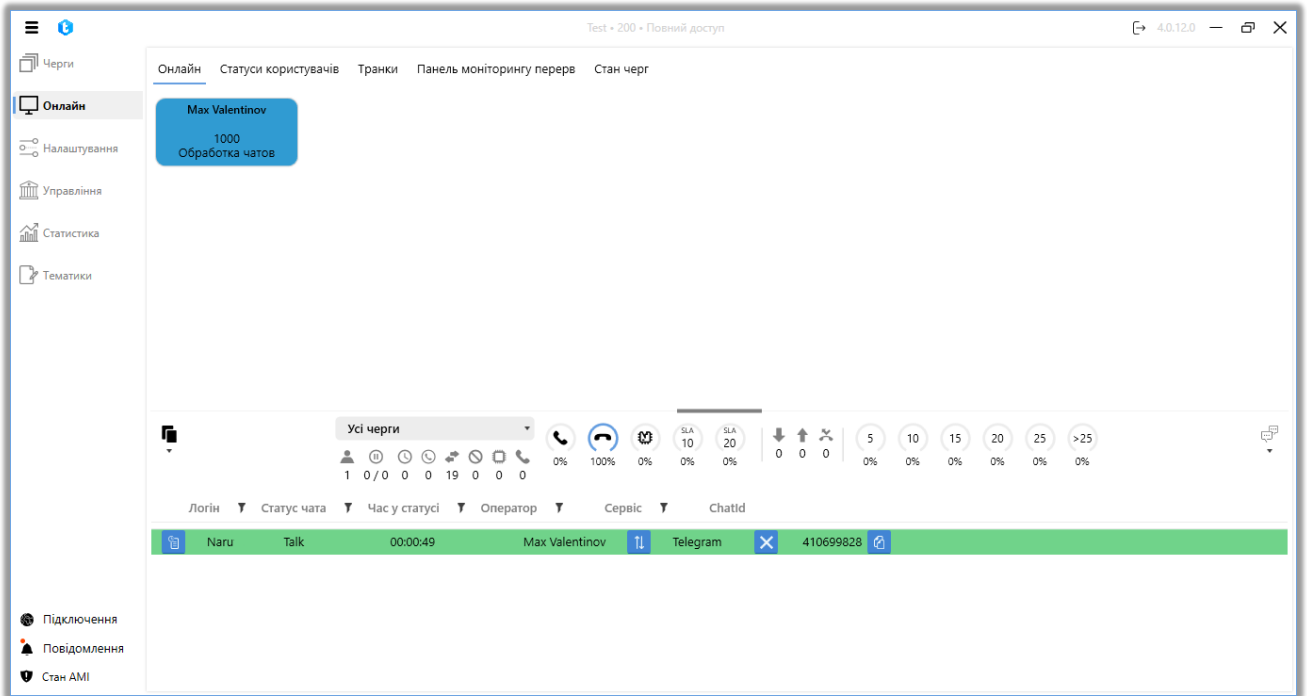 Test • 200 • Повний доступ
4.0.12.0
Черги
Онлайн
Налаштування
Управління
Статистика
Тематики
Підключення
Повідомлення
Стан AMI
Онлайн Статуси користувачів Транки Панель моніторингу перерв Стан черг
Max Valentinov
1000
Обработка чатов
Усі черги
1 0 / 0 0 0 19 0 0 0
0% 100% 0%
SLA 10 0%
SLA 20 0%
0 0 0
5 10 15 20 25 >25
0% 0% 0% 0% 0% 0%
Логін Статус чата Час у статусі Оператор Сервіс ChatId
Naru Talk 00:00:49 Max Valentinov Telegram 410699828